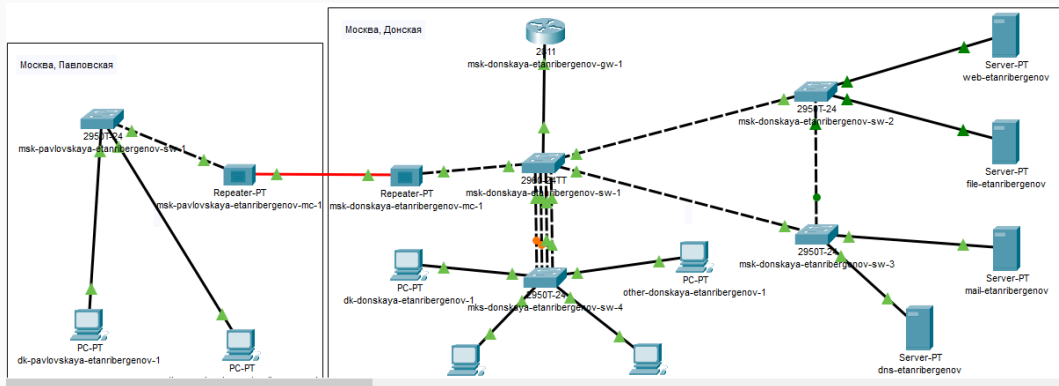 Москва, Павловская
2950T-24
msk-pavlovskaya-etanribergenov-sw-1
Repeater-PT
msk-pavlovskaya-etanribergenov-mc-1
PC-PT
dk-pavlovskaya-etanribergenov-1
PC-PT
Москва, Донская
2811
msk-donskaya-etanribergenov-gw-1
Repeater-PT
msk-donskaya-etanribergenov-mc-1
2960-24TT
msk-donskaya-etanribergenov-sw-1
2950T-24
msk-donskaya-etanribergenov-sw-2
Server-PT
web-etanribergenov
Server-PT
file-etanribergenov
2950T-24
msk-donskaya-etanribergenov-sw-3
Server-PT
mail-etanribergenov
Server-PT
dns-etanribergenov
PC-PT
dk-donskaya-etanribergenov-1
2950T-24
mks-donskaya-etanribergenov-sw-4
PC-PT
other-donskaya-etanribergenov-1